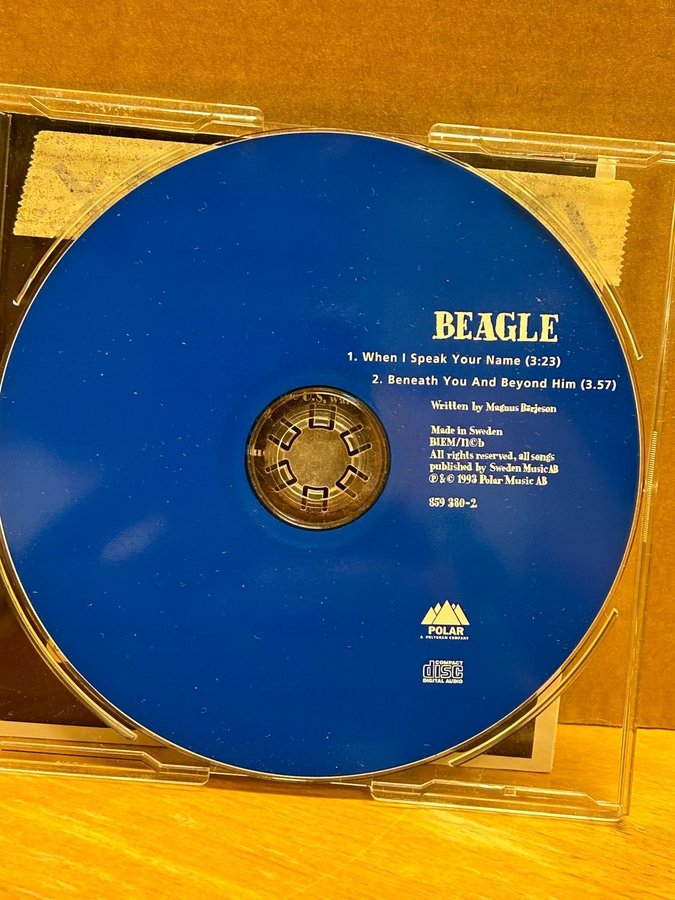 BEAGLE
1. When I Speak Your Name (3:23)
2. Beneath You And Beyond Him (3.57)
Written by Magnus Börjeson
Made in Sweden
BIEM/n©b
All rights reserved, all songs
published by Sweden Music AB
℗ & © 1993 Polar Music AB
859 380-2
POLAR
A POLYGRAM COMPANY
COMPACT
disc
DIGITAL AUDIO